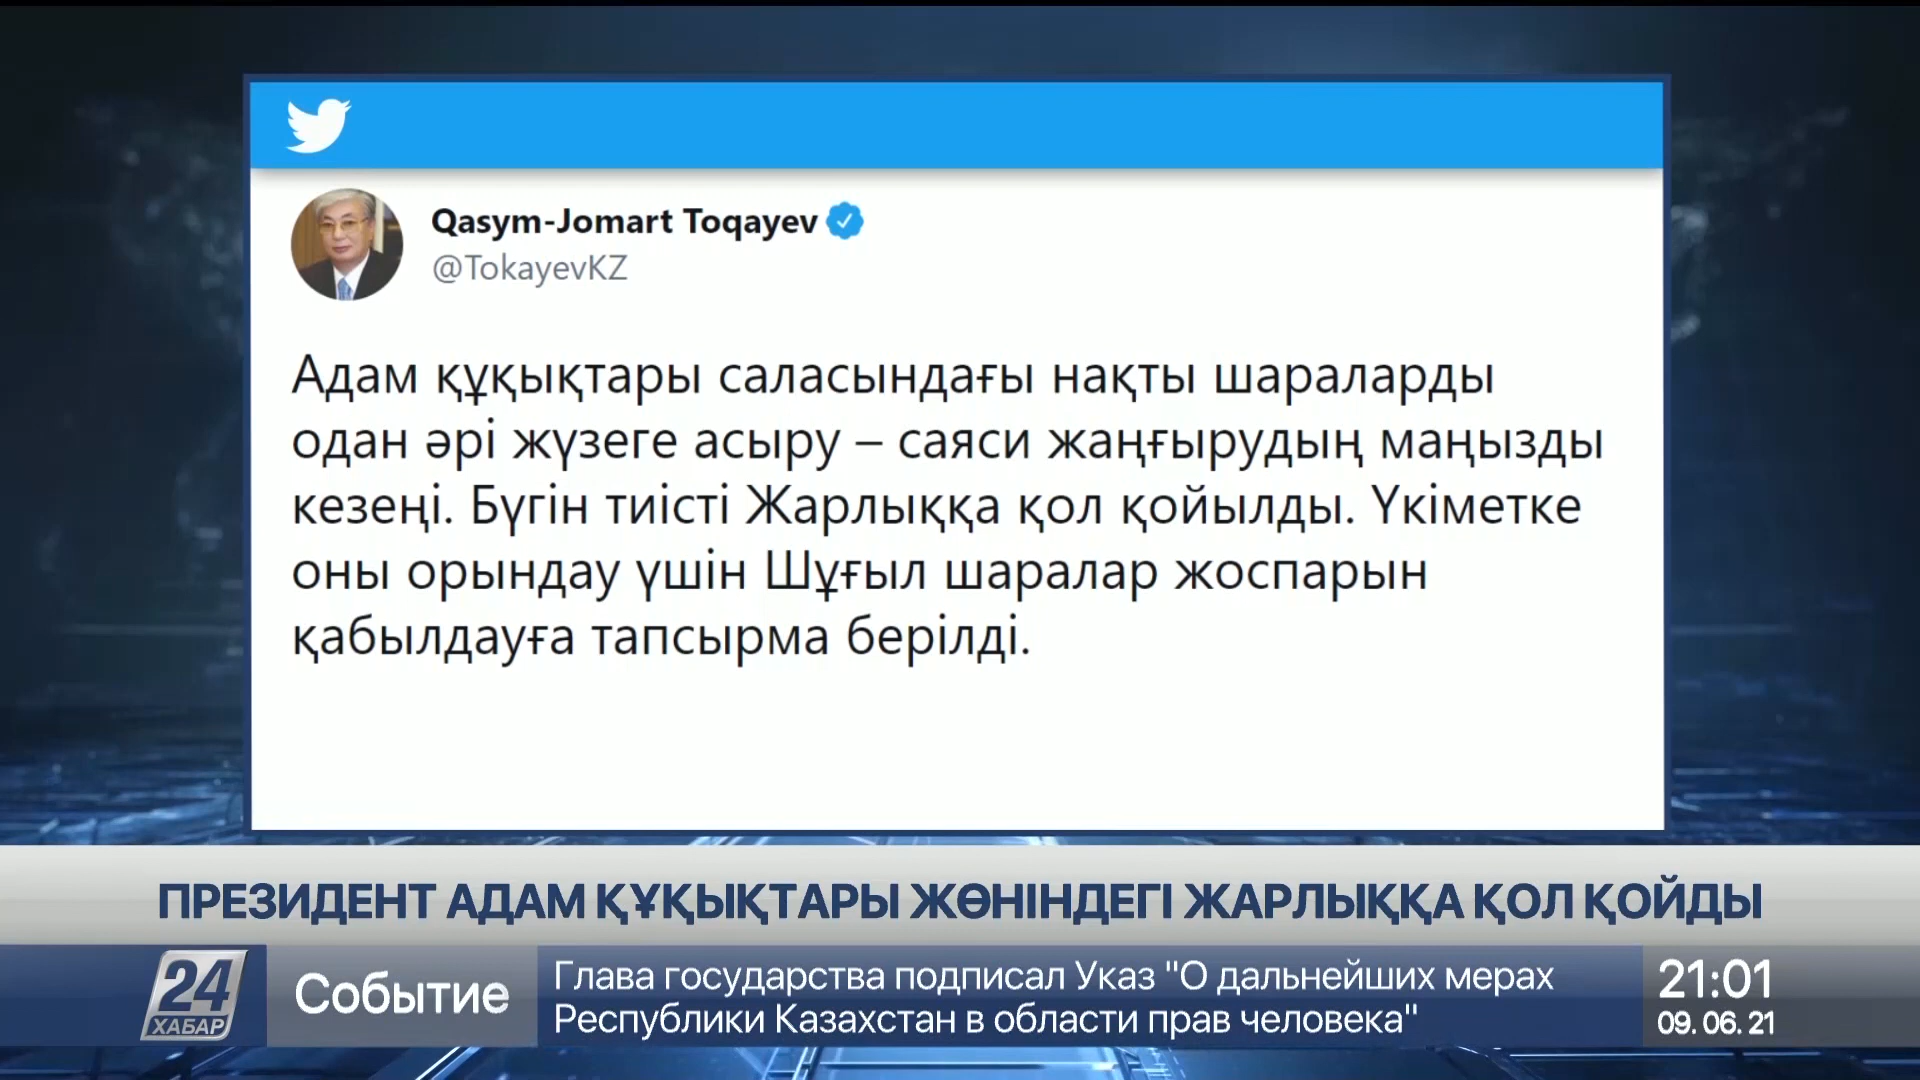 Qasym-Jomart Toqayev
@TokayevKZ
Адам құқықтары саласындағы нақты шараларды
одан әрі жүзеге асыру – саяси жаңғырудың маңызды
кезеңі. Бүгін тиісті Жарлыққа қол қойылды. Үкіметке
оны орындау үшін Шұғыл шаралар жоспарын
қабылдауға тапсырма берілді.
ПРЕЗИДЕНТ АДАМ ҚҰҚЫҚТАРЫ ЖӨНІНДЕГІ ЖАРЛЫҚҚА ҚОЛ ҚОЙДЫ
24
ХАБАР
Событие
Глава государства подписал Указ "О дальнейших мерах
Республики Казахстан в области прав человека"
21:01
09. 06. 21